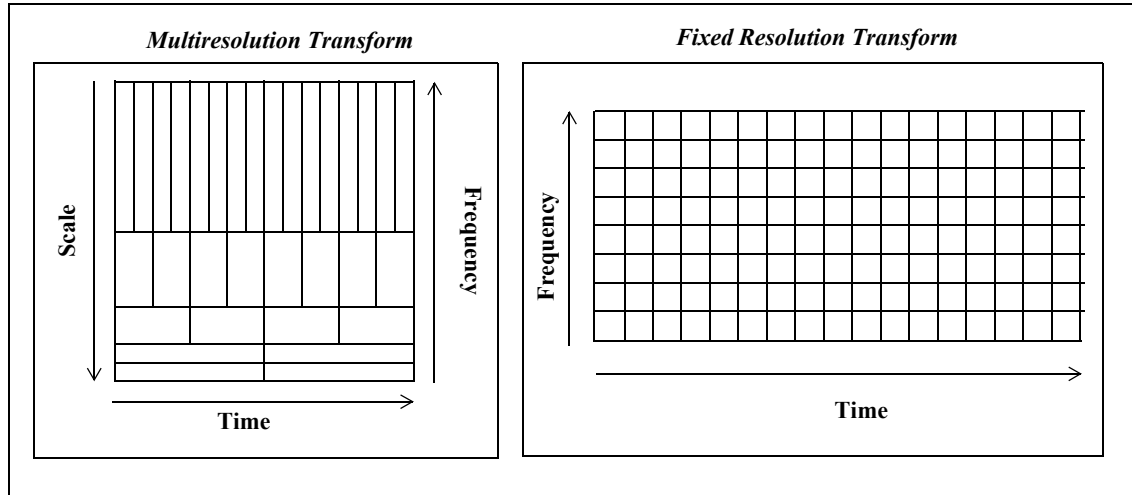 Multiresolution Transform
Scale
Frequency
Time
Fixed Resolution Transform
Frequency
Time